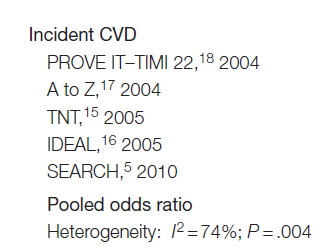 Incident CVD
PROVE IT–TIMI 22,18 2004
A to Z,17 2004
TNT,15 2005
IDEAL,16 2005
SEARCH,5 2010
Pooled odds ratio
Heterogeneity: I2=74%; P=.004